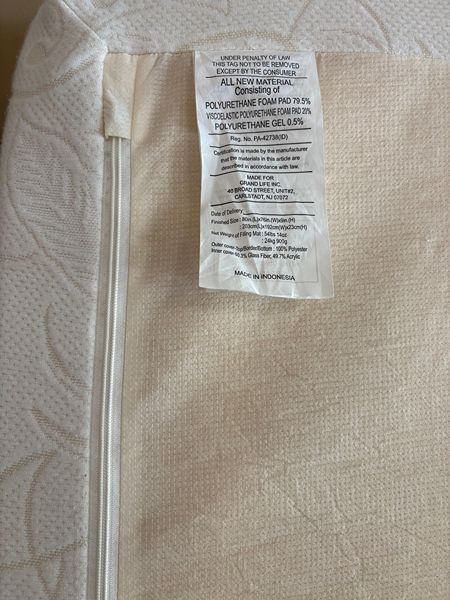 UNDER PENALTY OF LAW
THIS TAG NOT TO BE REMOVED
EXCEPT BY THE CONSUMER
ALL NEW MATERIAL
Consisting of
POLYURETHANE FOAM PAD 79.5%
VISCOELASTIC POLYURETHANE FOAM PAD 20%
POLYURETHANE GEL 0.5%
Reg. No. PA-42738(ID)
Certification is made by the manufacturer
that the materials in this article are
described in accordance with law.
MADE FOR
GRAND LIFE INC.
40 BROAD STREET, UNIT#2,
CARLSTADT, NJ 07072
Date of Delivery
Finished Size : 80in.(L)x76in.(W)x9in.(H)
: 203cm(L)x192cm(W)x23cm(H)
Net Weight of Filling Mat : 54lbs 14oz
: 24kg 900g
Outer cover-Top/Border/Bottom : 100% Polyester
Inner cover-50.3% Glass Fiber, 49.7% Acrylic
MADE IN INDONESIA